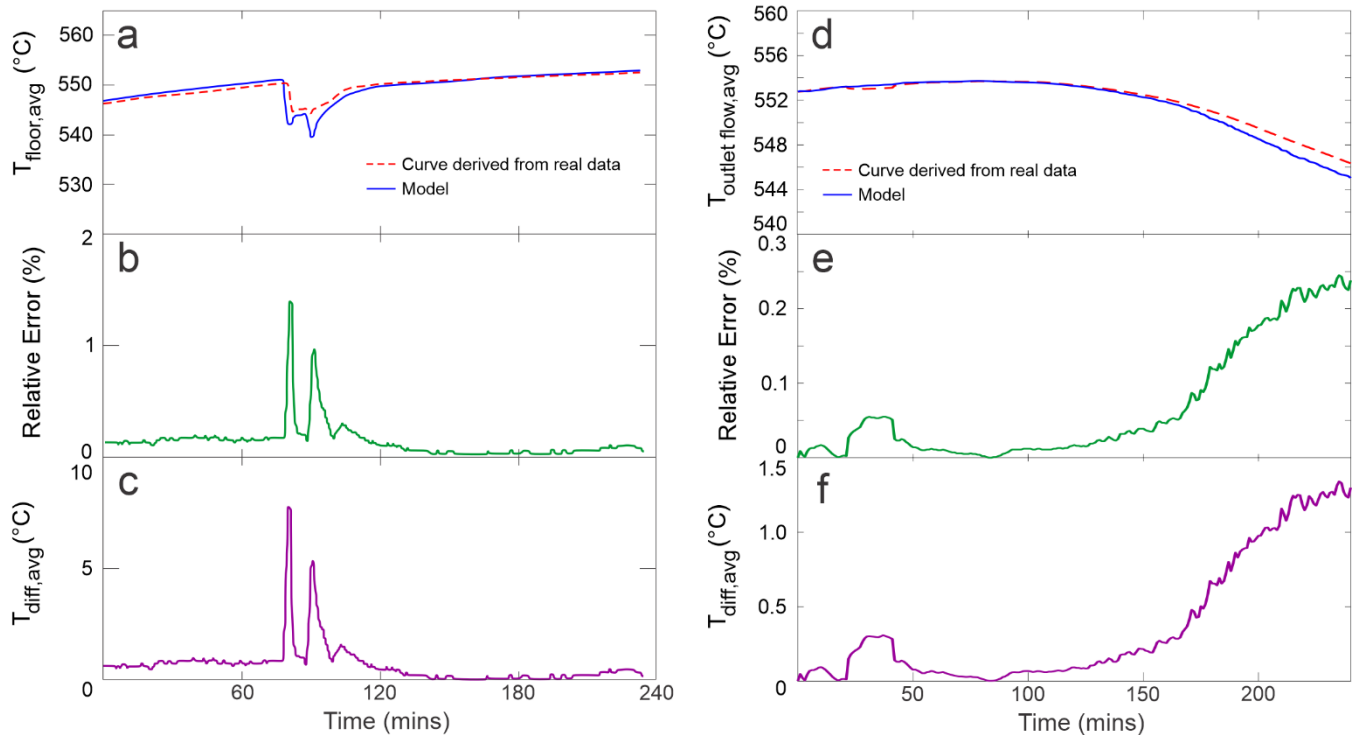 a
T_floor,avg (°C)
560
550
540
530
Curve derived from real data
Model
b
Relative Error (%)
2
1
0
c
T_diff,avg (°C)
10
5
0
60
120
180
240
Time (mins)
d
T_outlet flow,avg (°C)
560
556
552
548
544
540
Curve derived from real data
Model
e
Relative Error (%)
0.3
0.2
0.1
0
f
T_diff,avg (°C)
1.5
1.0
0.5
0
50
100
150
200
Time (mins)